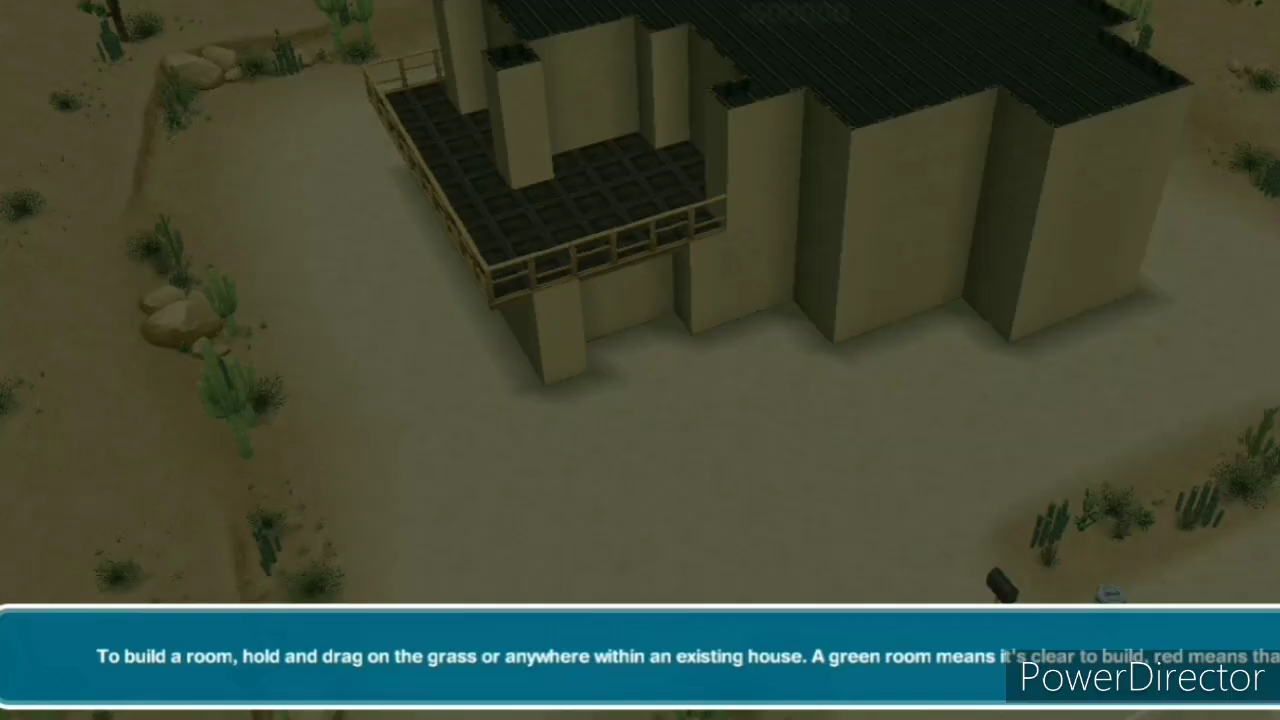 To build a room, hold and drag on the grass or anywhere within an existing house. A green room means it's clear to build, red means tha
PowerDirector